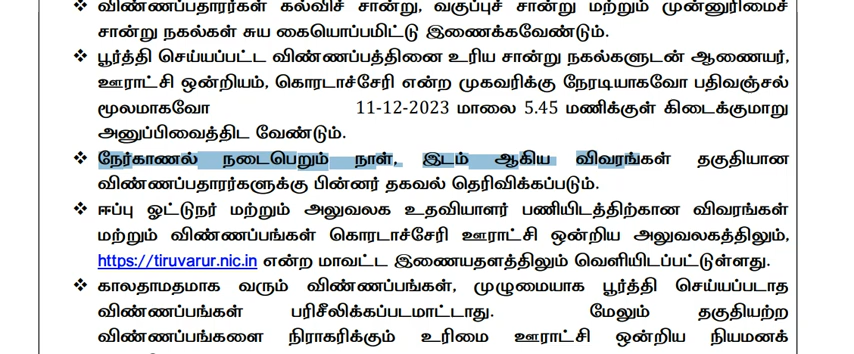 ❖ விண்ணப்பதாரர்கள் கல்விச் சான்று, வகுப்புச் சான்று மற்றும் முன்னுரிமைச்
சான்று நகல்கள் சுய கையொப்பமிட்டு இணைக்கவேண்டும்.
❖ பூர்த்தி செய்யப்பட்ட விண்ணப்பத்தினை உரிய சான்று நகல்களுடன் ஆணையர்,
ஊராட்சி ஒன்றியம், கொரடாச்சேரி என்ற முகவரிக்கு நேரடியாகவோ பதிவஞ்சல்
மூலமாகவோ 11-12-2023 மாலை 5.45 மணிக்குள் கிடைக்குமாறு
அனுப்பிவைத்திட வேண்டும்.
❖ நேர்காணல் நடைபெறும் நாள், இடம் ஆகிய விவரங்கள் தகுதியான
விண்ணப்பதாரர்களுக்கு பின்னர் தகவல் தெரிவிக்கப்படும்.
❖ ஈப்பு ஓட்டுநர் மற்றும் அலுவலக உதவியாளர் பணியிடத்திற்கான விவரங்கள்
மற்றும் விண்ணப்பங்கள் கொரடாச்சேரி ஊராட்சி ஒன்றிய அலுவலகத்திலும்,
https://tiruvarur.nic.in என்ற மாவட்ட இணையதளத்திலும் வெளியிடப்பட்டுள்ளது.
❖ காலதாமதமாக வரும் விண்ணப்பங்கள், முழுமையாக பூர்த்தி செய்யப்படாத
விண்ணப்பங்கள் பரிசீலிக்கப்படமாட்டாது. மேலும் தகுதியற்ற
விண்ணப்பங்களை நிராகரிக்கும் உரிமை ஊராட்சி ஒன்றிய நியமனக்